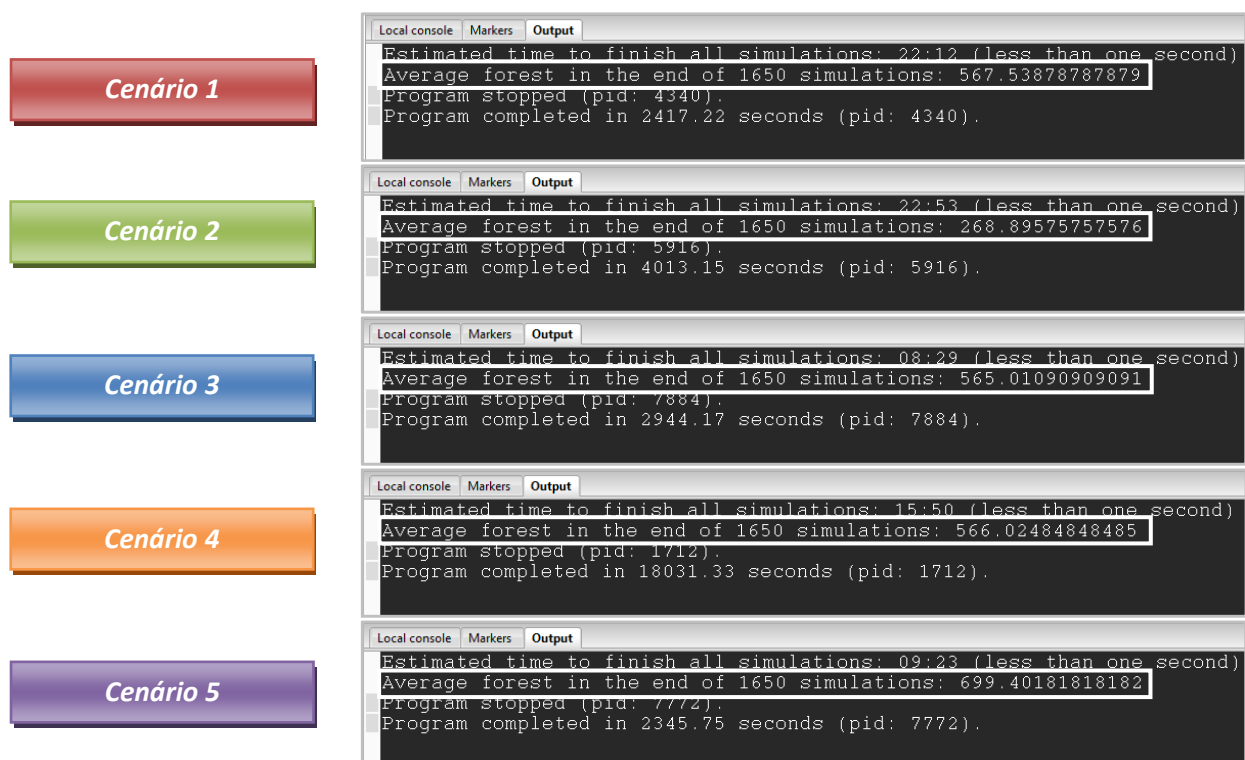 Cenário 1
Local console Markers Output
Estimated time to finish all simulations: 22:12 (less than one second)
Average forest in the end of 1650 simulations: 567.53878787879
Program stopped (pid: 4340).
Program completed in 2417.22 seconds (pid: 4340).
Cenário 2
Local console Markers Output
Estimated time to finish all simulations: 22:53 (less than one second)
Average forest in the end of 1650 simulations: 268.89575757576
Program stopped (pid: 5916).
Program completed in 4013.15 seconds (pid: 5916).
Cenário 3
Local console Markers Output
Estimated time to finish all simulations: 08:29 (less than one second)
Average forest in the end of 1650 simulations: 565.01090909091
Program stopped (pid: 7884).
Program completed in 2944.17 seconds (pid: 7884).
Cenário 4
Local console Markers Output
Estimated time to finish all simulations: 15:50 (less than one second)
Average forest in the end of 1650 simulations: 566.02484848485
Program stopped (pid: 1712).
Program completed in 18031.33 seconds (pid: 1712).
Cenário 5
Local console Markers Output
Estimated time to finish all simulations: 09:23 (less than one second)
Average forest in the end of 1650 simulations: 699.40181818182
Program stopped (pid: 7772).
Program completed in 2345.75 seconds (pid: 7772).